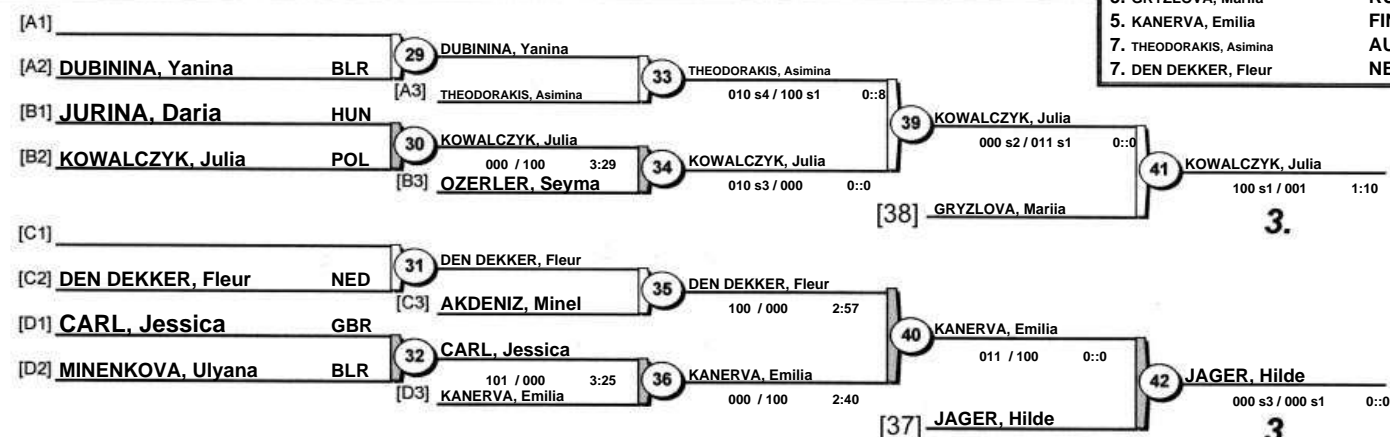 5. KANERVA, Emilia FIN
7. THEODORAKIS, Asimina AU
7. DEN DEKKER, Fleur NE
[A1]
[A2] DUBININA, Yanina BLR
29
DUBININA, Yanina
[A3] THEODORAKIS, Asimina
33
THEODORAKIS, Asimina
010 s4 / 100 s1 0::8
[B1] JURINA, Daria HUN
[B2] KOWALCZYK, Julia POL
30
KOWALCZYK, Julia
000 / 100 3:29
[B3] OZERLER, Seyma
34
KOWALCZYK, Julia
010 s3 / 000 0::0
39
KOWALCZYK, Julia
000 s2 / 011 s1 0::0
[38] GRYZLOVA, Mariia
41
KOWALCZYK, Julia
100 s1 / 001 1:10
3.
[C1]
[C2] DEN DEKKER, Fleur NED
31
DEN DEKKER, Fleur
[C3] AKDENIZ, Minel
35
DEN DEKKER, Fleur
100 / 000 2:57
[D1] CARL, Jessica GBR
[D2] MINENKOVA, Ulyana BLR
32
CARL, Jessica
101 / 000 3:25
[D3] KANERVA, Emilia
36
KANERVA, Emilia
000 / 100 2:40
40
KANERVA, Emilia
011 / 100 0::0
[37] JAGER, Hilde
42
JAGER, Hilde
000 s3 / 000 s1 0::0
3